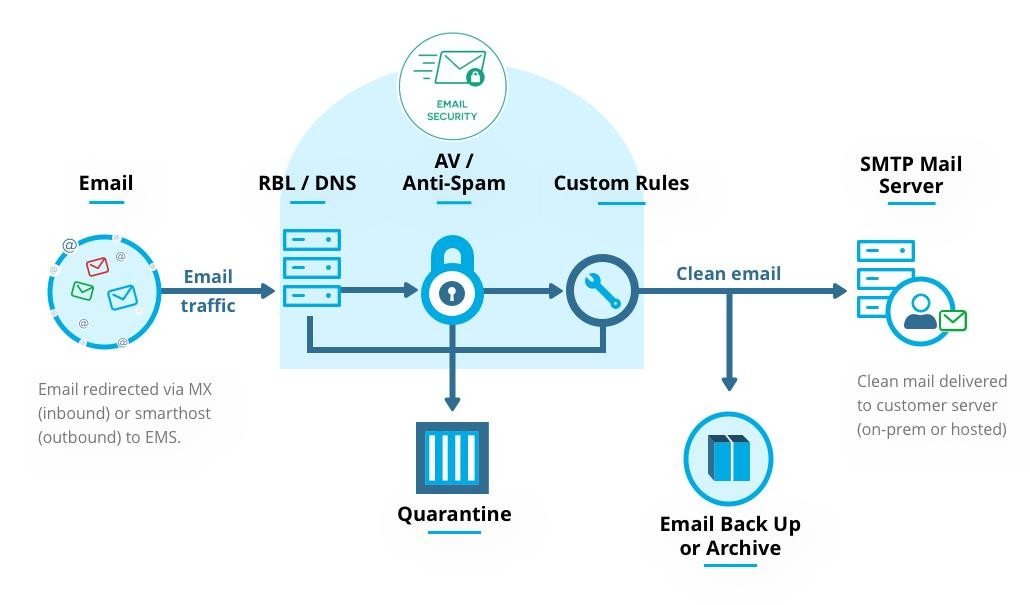 EMAIL
SECURITY
Email
RBL / DNS
AV /
Anti-Spam
Custom Rules
SMTP Mail
Server
@
@
@
@
@
@
@
Email
traffic
Clean email
Email redirected via MX
(inbound) or smarthost
(outbound) to EMS.
Clean mail delivered
to customer server
(on-prem or hosted)
Quarantine
Email Back Up
or Archive